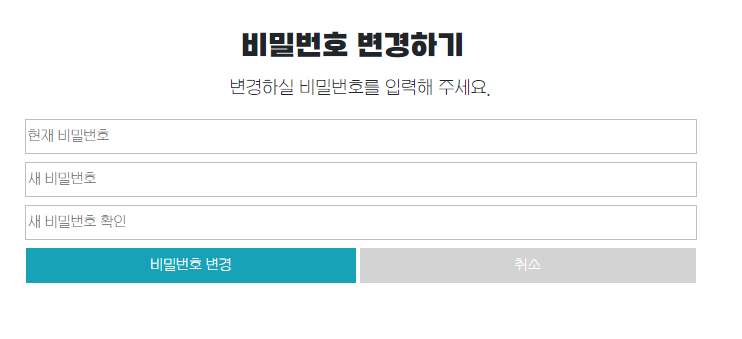 비밀번호 변경하기
변경하실 비밀번호를 입력해 주세요.
현재 비밀번호
새 비밀번호
새 비밀번호 확인
비밀번호 변경
취소